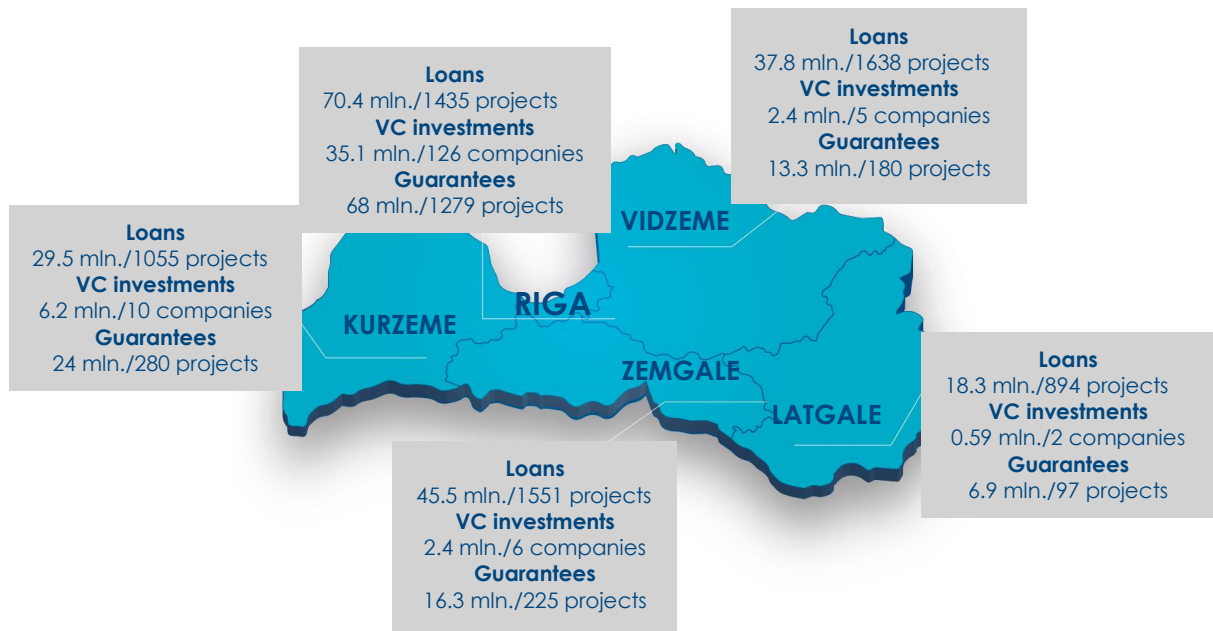 Loans
37.8 mln./1638 projects
VC investments
2.4 mln./5 companies
Guarantees
13.3 mln./180 projects
Loans
70.4 mln./1435 projects
VC investments
35.1 mln./126 companies
Guarantees
68 mln./1279 projects
Loans
29.5 mln./1055 projects
VC investments
6.2 mln./10 companies
Guarantees
24 mln./280 projects
VIDZEME
RIGA
KURZEME
ZEMGALE
LATGALE
Loans
18.3 mln./894 projects
VC investments
0.59 mln./2 companies
Guarantees
6.9 mln./97 projects
Loans
45.5 mln./1551 projects
VC investments
2.4 mln./6 companies
Guarantees
16.3 mln./225 projects